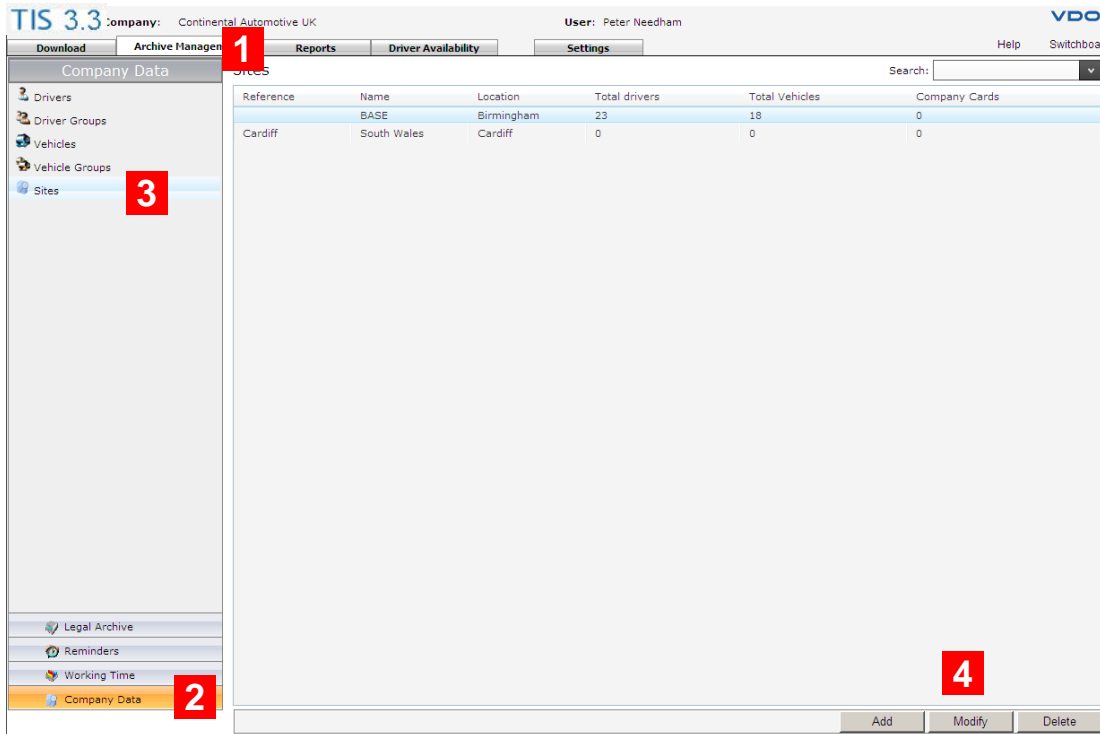 TIS 3.3 Company: Continental Automotive UK User: Peter Needham VDO
Download Archive Managem 1 Reports Driver Availability Settings Help Switchboa
Company Data
Sites Search:
Drivers
Driver Groups
Vehicles
Vehicle Groups
Sites
3
Reference Name Location Total drivers Total Vehicles Company Cards
BASE Birmingham 23 18 0
Cardiff South Wales Cardiff 0 0 0
Legal Archive
Reminders
Working Time
Company Data
2
4
Add Modify Delete